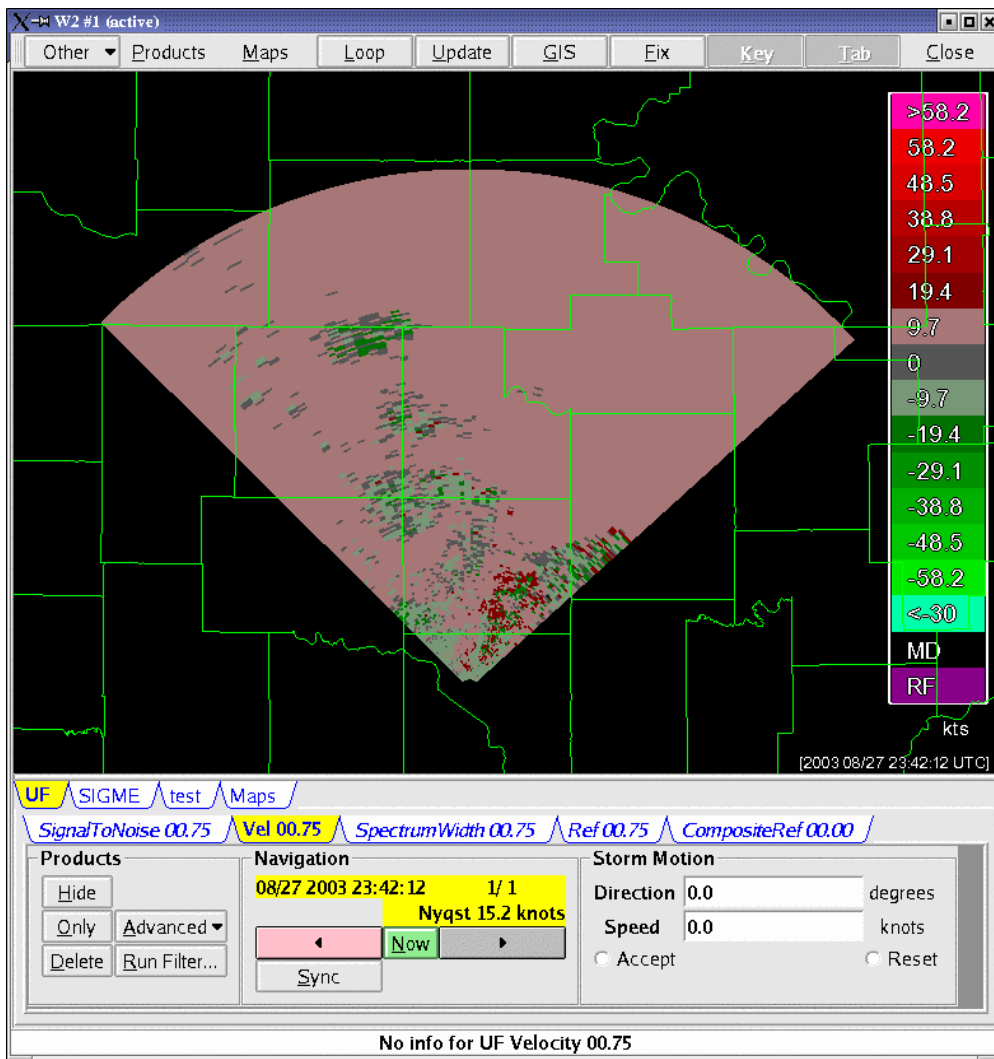 W2 #1 (active)
Other Products Maps Loop Update GIS Fix Key Tab Close
>58.2
58.2
48.5
38.8
29.1
19.4
9.7
0
-9.7
-19.4
-29.1
-38.8
-48.5
-58.2
<-30
MD
RF
kts
[2003 08/27 23:42:12 UTC]
UF SIGME test Maps
SignalToNoise 00.75 Vel 00.75 SpectrumWidth 00.75 Ref 00.75 CompositeRef 00.00
Products Navigation Storm Motion
Hide 08/27 2003 23:42:12 1/ 1 Direction 0.0 degrees
Nyqst 15.2 knots
Only Advanced Speed 0.0 knots
Now
Delete Run Filter... Accept Reset
Sync
No info for UF Velocity 00.75